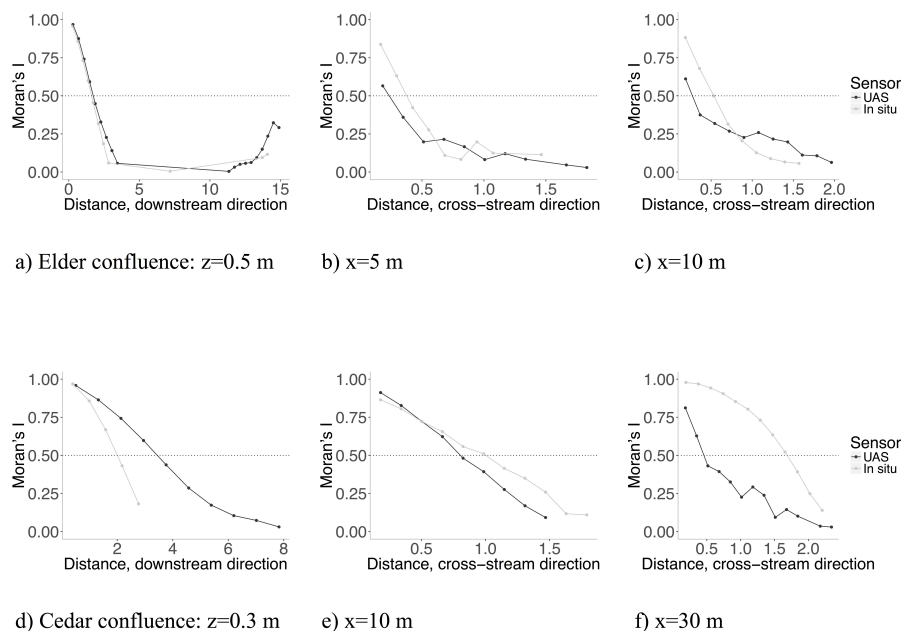 1.00 1.00 1.00
Moran's I Moran's I Moran's I
0.75 0.75 0.75
Sensor
0.50 0.50 0.50 UAS
In situ
0.25 0.25 0.25
0.00 0.00 0.00
0 5 10 15 0.5 1.0 1.5 0.5 1.0 1.5 2.0
Distance, downstream direction Distance, cross−stream direction Distance, cross−stream direction
a) Elder confluence: z=0.5 m b) x=5 m c) x=10 m
1.00 1.00 1.00
Moran's I Moran's I Moran's I
0.75 0.75 0.75
Sensor
0.50 0.50 0.50 UAS
In situ
0.25 0.25 0.25
0.00 0.00 0.00
2 4 6 8 0.5 1.0 1.5 0.5 1.0 1.5 2.0
Distance, downstream direction Distance, cross−stream direction Distance, cross−stream direction
d) Cedar confluence: z=0.3 m e) x=10 m f) x=30 m